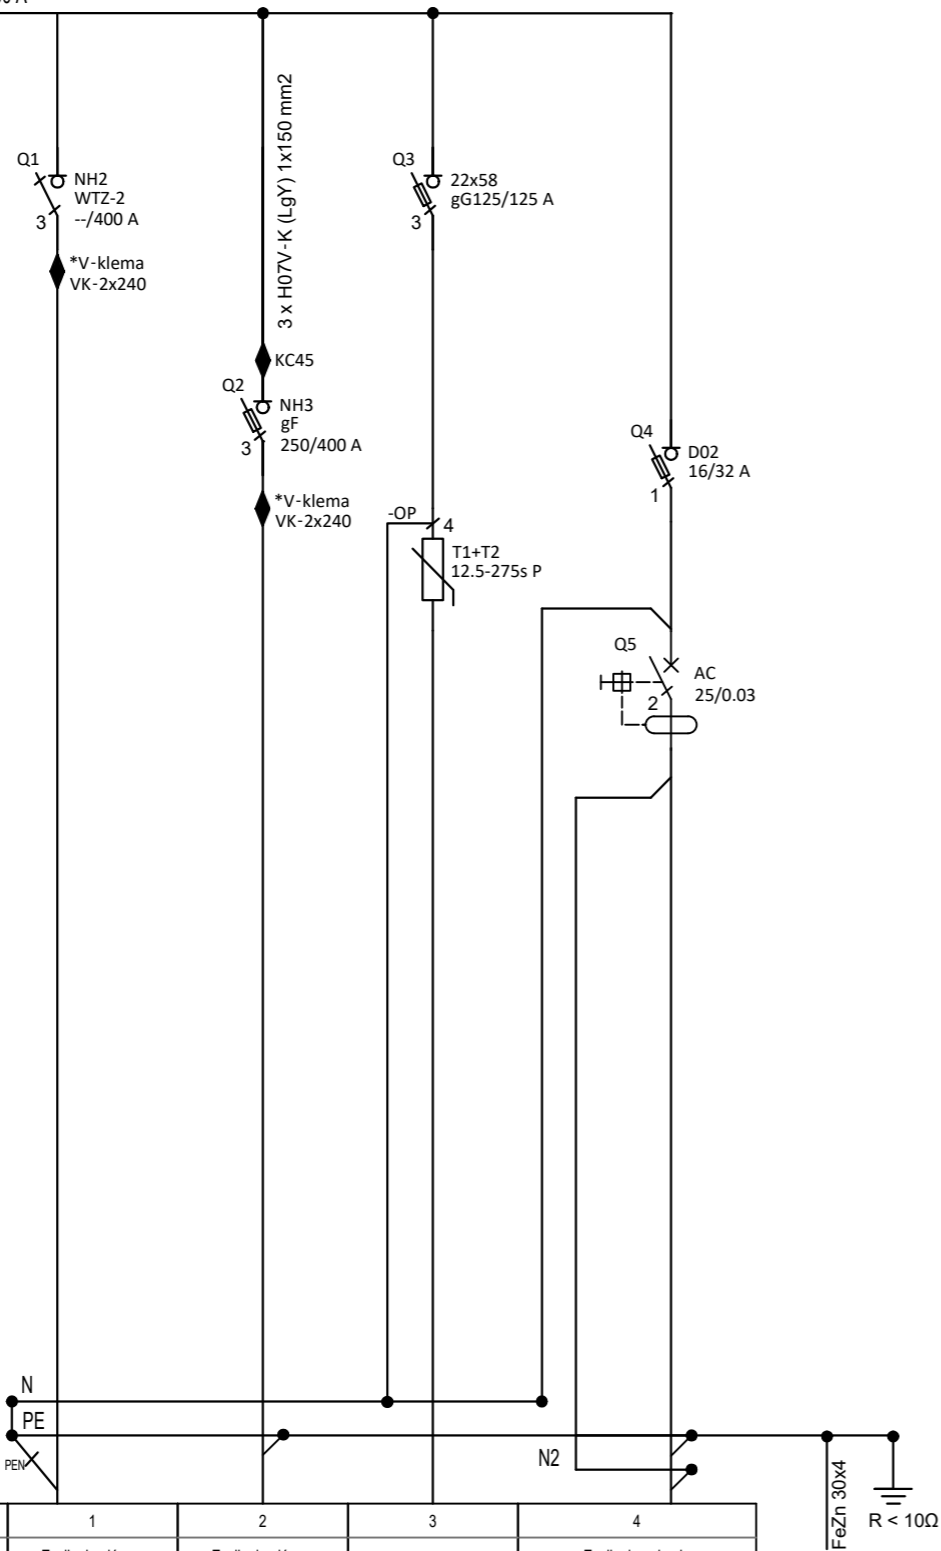 Q1
NH2
WTZ-2
3
--/400 A
*V-klema
VK-2x240
3 x H07V-K (LgY) 1x150 mm2
KC45
Q2
NH3
gF
3
250/400 A
*V-klema
VK-2x240
Q3
22x58
gG125/125 A
3
-OP
4
T1+T2
12.5-275s P
Q4
D02
16/32 A
1
Q5
AC
25/0.03
2
N
PE
PEN
N2
FeZn 30x4
R < 10Ω
1
2
3
4